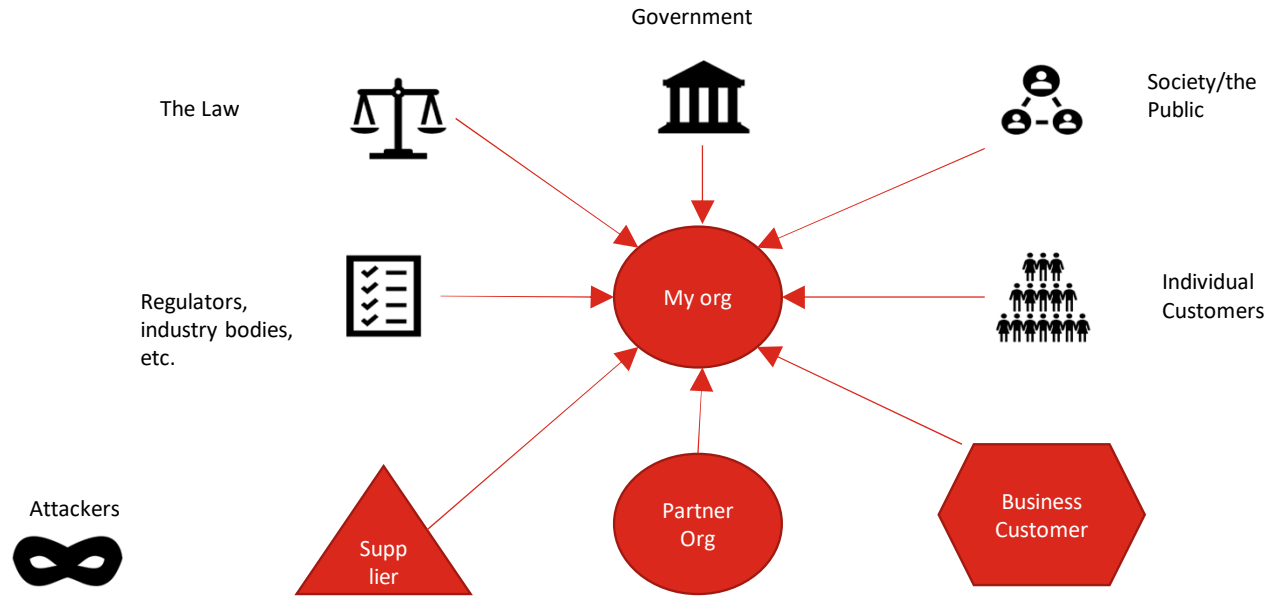 Government
The Law
Society/the
Public
My org
Regulators,
industry bodies,
etc.
Individual
Customers
Attackers
Supp
lier
Partner
Org
Business
Customer